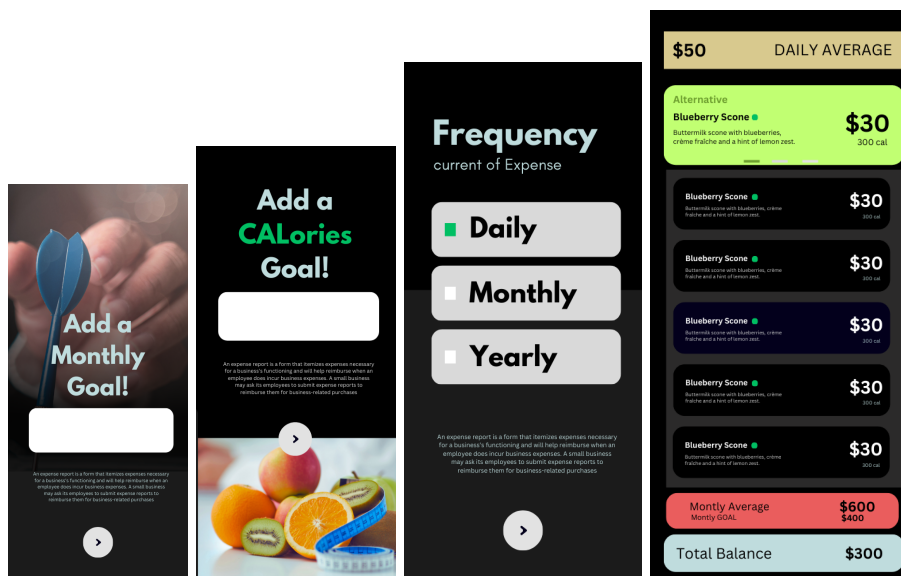 Add a
Monthly
Goal!
An expense report is a form that itemizes expenses necessary
for a business's functioning and will help reimburse when an
employee does incur business expenses. A small business
may ask its employees to submit expense reports to
reimburse them for business-related purchases
Add a
CALories
Goal!
An expense report is a form that itemizes expenses necessary
for a business's functioning and will help reimburse when an
employee does incur business expenses. A small business
may ask its employees to submit expense reports to
reimburse them for business-related purchases
Frequency
current of Expense
Daily
Monthly
Yearly
An expense report is a form that itemizes expenses necessary
for a business's functioning and will help reimburse when an
employee does incur business expenses. A small business
may ask its employees to submit expense reports to
reimburse them for business-related purchases
$50 DAILY AVERAGE
Alternative
Blueberry Scone
$30
Buttermilk scone with blueberries,
crème fraîche and a hint of lemon zest.
300 cal
Blueberry Scone
$30
Buttermilk scone with blueberries, crème
fraîche and a hint of lemon zest.
300 cal
Blueberry Scone
$30
Buttermilk scone with blueberries, crème
fraîche and a hint of lemon zest.
300 cal
Blueberry Scone
$30
Buttermilk scone with blueberries, crème
fraîche and a hint of lemon zest.
300 cal
Blueberry Scone
$30
Buttermilk scone with blueberries, crème
fraîche and a hint of lemon zest.
300 cal
Blueberry Scone
$30
Buttermilk scone with blueberries, crème
fraîche and a hint of lemon zest.
300 cal
Montly Average $600
Montly GOAL $400
Total Balance $300